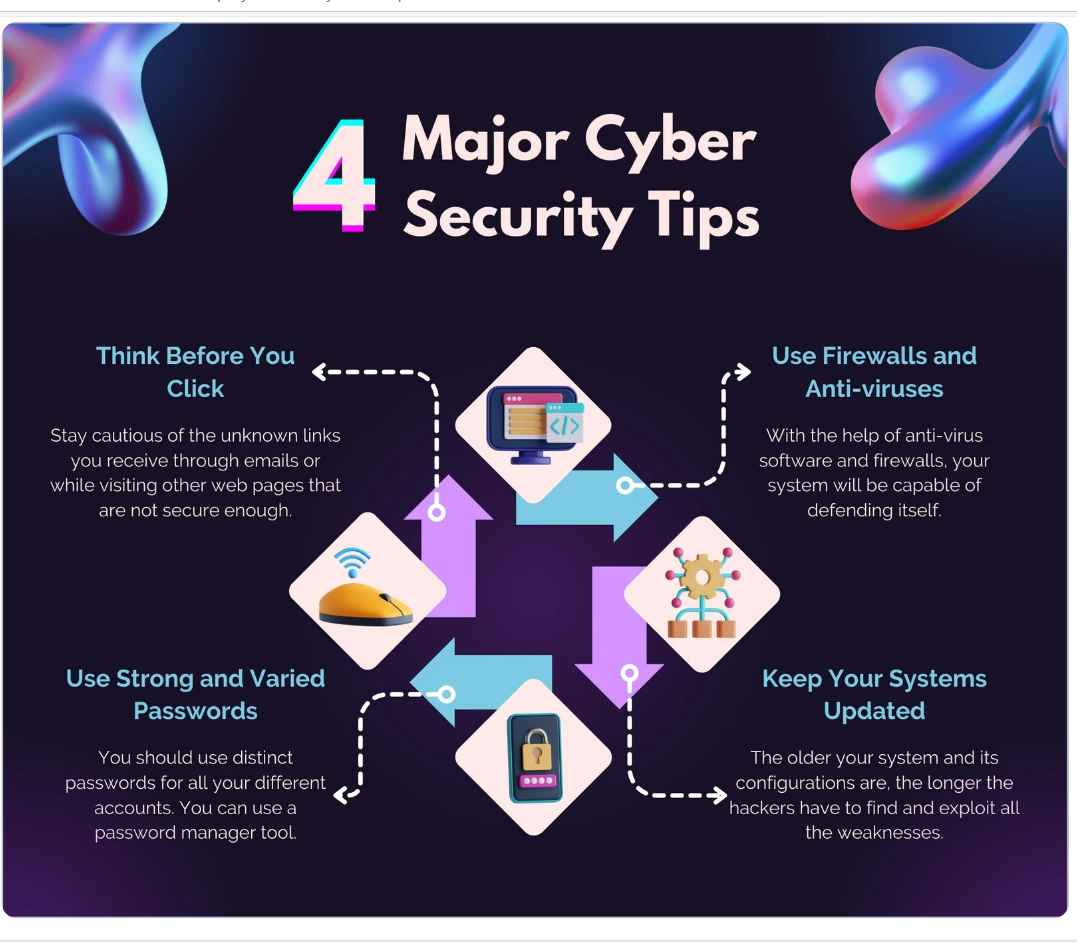 4 Major Cyber
Security Tips
Think Before You
Click
Stay cautious of the unknown links
you receive through emails or
while visiting other web pages that
are not secure enough.
Use Firewalls and
Anti-viruses
With the help of anti-virus
software and firewalls, your
system will be capable of
defending itself.
</>
Use Strong and Varied
Passwords
You should use distinct
passwords for all your different
accounts. You can use a
password manager tool.
Keep Your Systems
Updated
The older your system and its
configurations are, the longer the
hackers have to find and exploit all
the weaknesses.